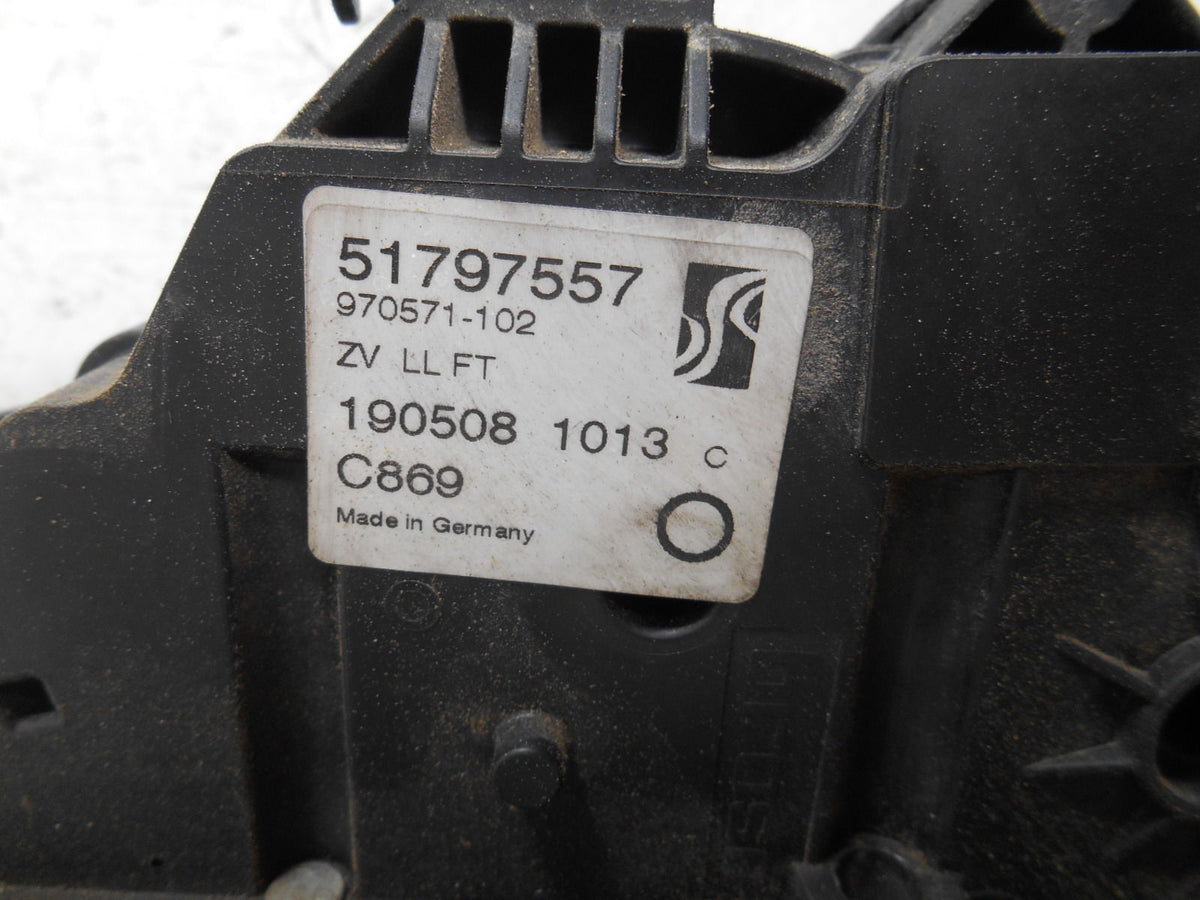 51797557
970571-102
ZV LL FT
190508 1013 C
C869
Made in Germany